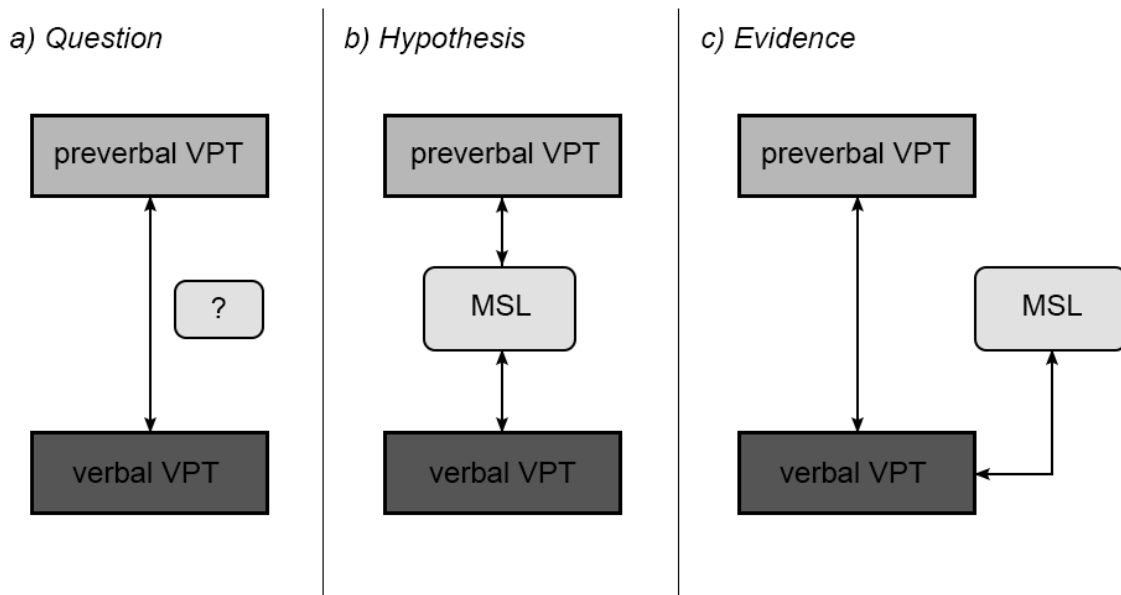 a) Question
preverbal VPT
?
verbal VPT
b) Hypothesis
preverbal VPT
MSL
verbal VPT
c) Evidence
preverbal VPT
MSL
verbal VPT